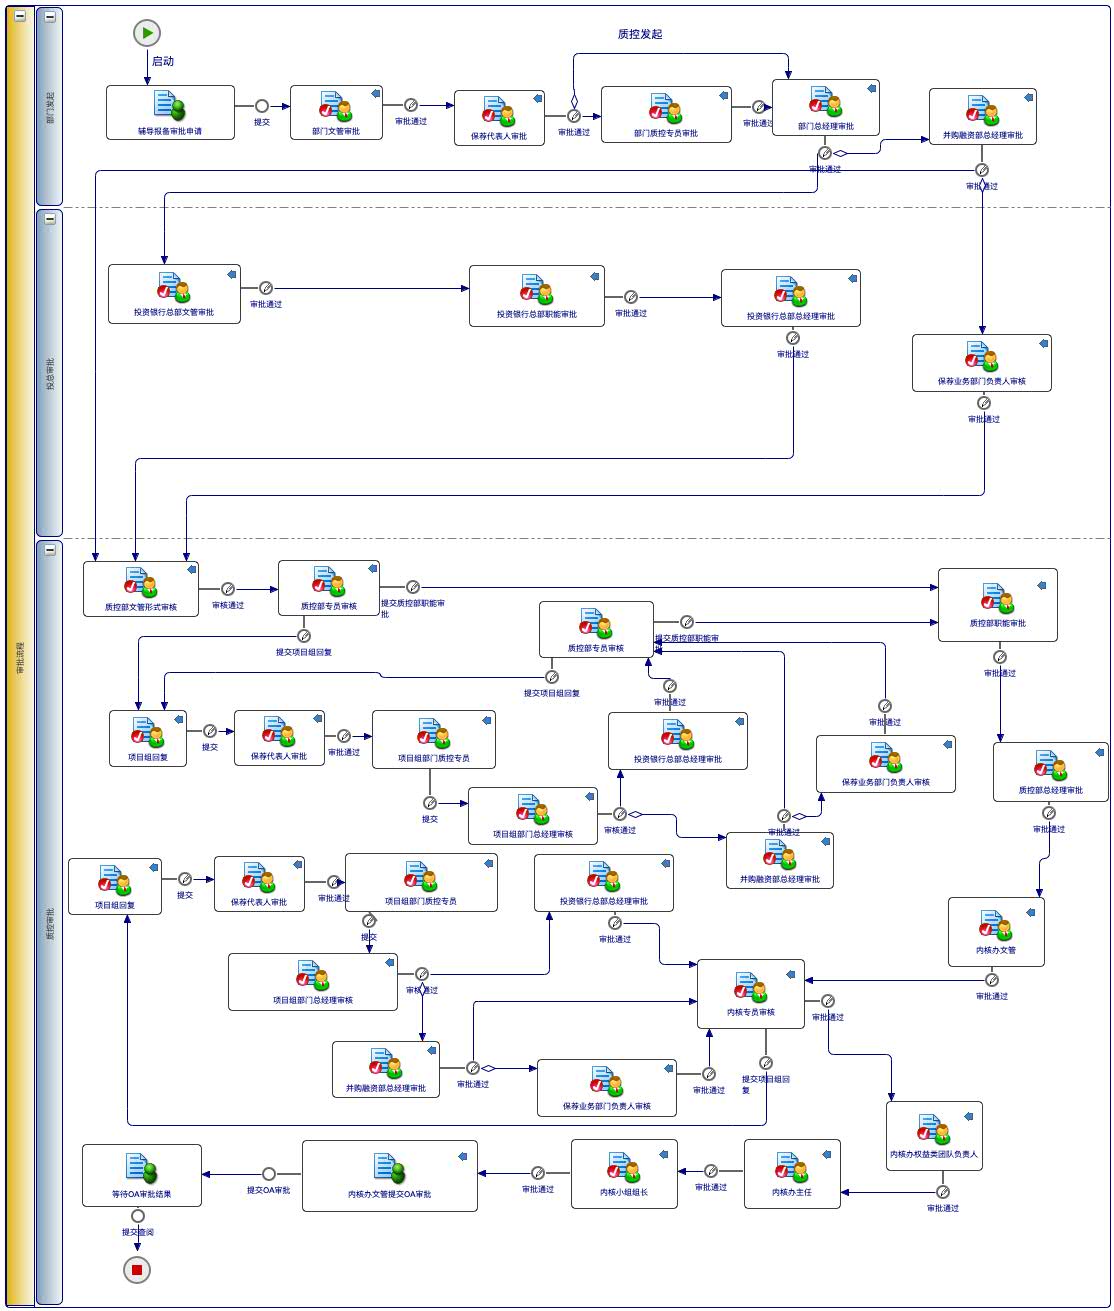 审批流程
部门发起
质控发起
启动
辅导报备审批申请
提交
部门文管审批
审批通过
保荐代表人审批
审批通过
部门质控专员审批
审批通过
部门总经理审批
审批通过
并购融资部总经理审批
审批通过
投总审批
投资银行总部文管审批
审批通过
投资银行总部职能审批
审批通过
投资银行总部总经理审批
审批通过
保荐业务部门负责人审核
审批通过
质控审批
质控部文管形式审核
审核通过
质控部专员审核
提交质控部职能审
批
提交项目组回复
质控部专员审核
提交质控部职能审
批
提交项目组回复
质控部职能审批
审批通过
项目组回复
提交
保荐代表人审批
审批通过
项目组部门质控专员
提交
投资银行总部总经理审批
审批通过
保荐业务部门负责人审核
审批通过
质控部总经理审批
审批通过
项目组部门总经理审核
审核通过
并购融资部总经理审批
审批通过
项目组回复
提交
保荐代表人审批
审批通过
项目组部门质控专员
提交
投资银行总部总经理审批
审批通过
内核办文管
审批通过
项目组部门总经理审核
审核通过
内核专员审核
审批通过
提交项目组回
复
并购融资部总经理审批
审批通过
保荐业务部门负责人审核
审批通过
内核办权益类团队负责人
审批通过
等待OA审批结果
提交OA审批
内核办文管提交OA审批
审批通过
内核小组组长
审批通过
内核办主任
提交查阅